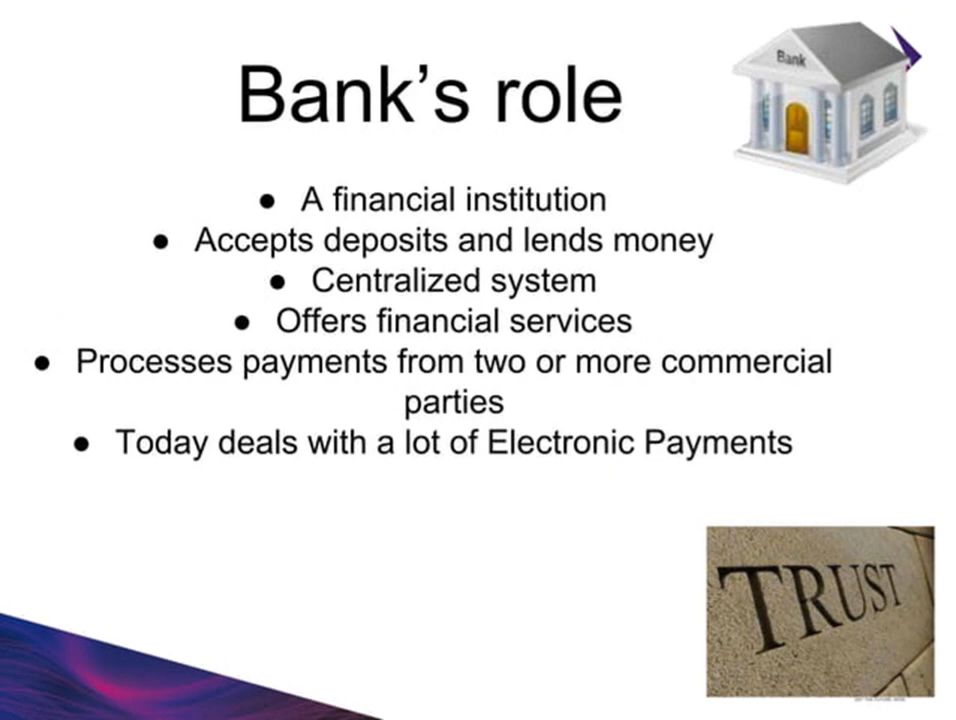 Bank
Bank’s role
● A financial institution
● Accepts deposits and lends money
● Centralized system
● Offers financial services
● Processes payments from two or more commercial
parties
● Today deals with a lot of Electronic Payments
TRUST